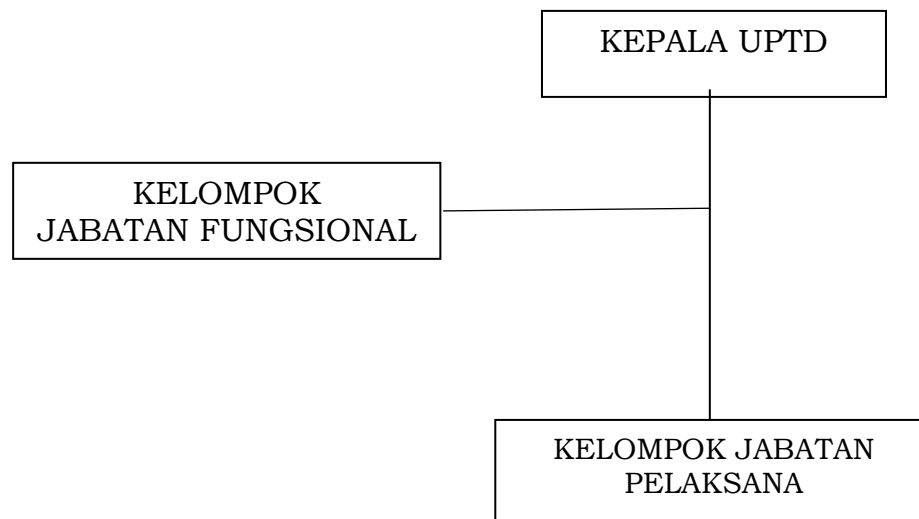 KEPALA UPTD
KELOMPOK
JABATAN FUNGSIONAL
KELOMPOK JABATAN
PELAKSANA